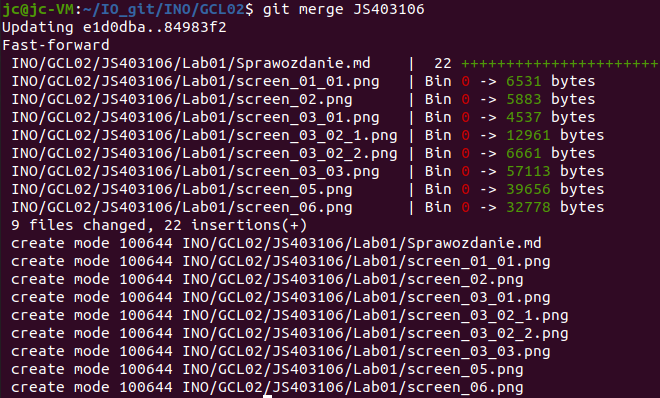 jc@jc-VM:~/IO_git/INO/GCL02$ git merge JS403106
Updating e1d0dba..84983f2
Fast-forward
 INO/GCL02/JS403106/Lab01/Sprawozdanie.md    |  22 ++++++++++++++++++++++
 INO/GCL02/JS403106/Lab01/screen_01_01.png   | Bin 0 -> 6531 bytes
 INO/GCL02/JS403106/Lab01/screen_02.png      | Bin 0 -> 5883 bytes
 INO/GCL02/JS403106/Lab01/screen_03_01.png   | Bin 0 -> 4537 bytes
 INO/GCL02/JS403106/Lab01/screen_03_02_1.png | Bin 0 -> 12961 bytes
 INO/GCL02/JS403106/Lab01/screen_03_02_2.png | Bin 0 -> 6661 bytes
 INO/GCL02/JS403106/Lab01/screen_03_03.png   | Bin 0 -> 57113 bytes
 INO/GCL02/JS403106/Lab01/screen_05.png      | Bin 0 -> 39656 bytes
 INO/GCL02/JS403106/Lab01/screen_06.png      | Bin 0 -> 32778 bytes
 9 files changed, 22 insertions(+)
 create mode 100644 INO/GCL02/JS403106/Lab01/Sprawozdanie.md
 create mode 100644 INO/GCL02/JS403106/Lab01/screen_01_01.png
 create mode 100644 INO/GCL02/JS403106/Lab01/screen_02.png
 create mode 100644 INO/GCL02/JS403106/Lab01/screen_03_01.png
 create mode 100644 INO/GCL02/JS403106/Lab01/screen_03_02_1.png
 create mode 100644 INO/GCL02/JS403106/Lab01/screen_03_02_2.png
 create mode 100644 INO/GCL02/JS403106/Lab01/screen_03_03.png
 create mode 100644 INO/GCL02/JS403106/Lab01/screen_05.png
 create mode 100644 INO/GCL02/JS403106/Lab01/screen_06.png